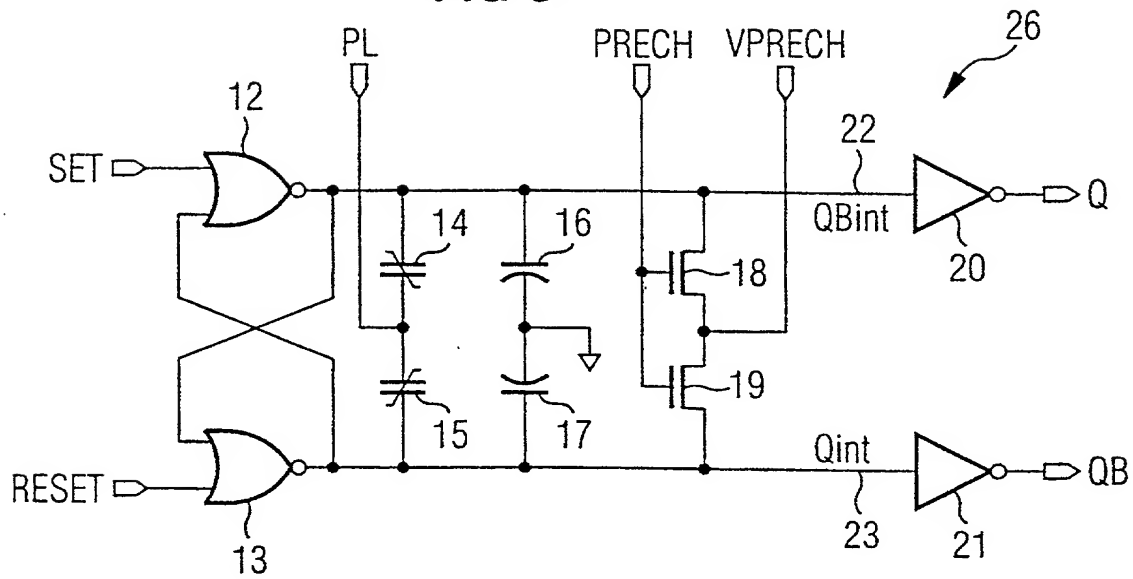 PL PRECH VPRECH
26
12
22
SET
Q
14 16
QBint
18
20
19
15 17
Qint
QB
RESET
23 21
13